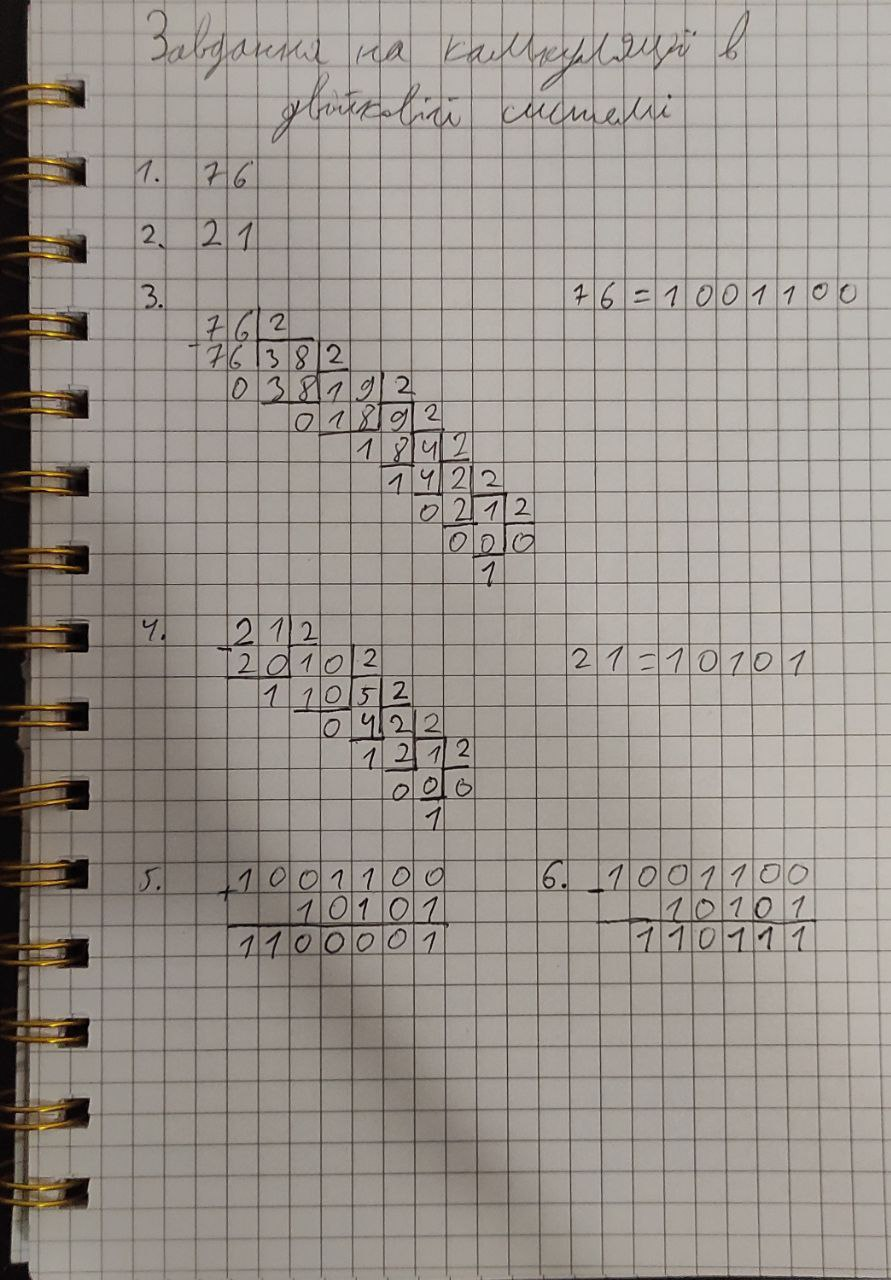 Завдання на калькуляції в
двійковій системі
1. 76
2. 21
3. 76 = 1001100
76 2
- 76 38 2
0 38 19 2
0 18 9 2
1 8 4 2
1 4 2 2
0 2 1 2
0 0 0
1
4. 21 2
- 20 10 2 21 = 10101
1 10 5 2
0 4 2 2
1 2 1 2
0 0 0
1
5. + 1001100 6. - 1001100
10101 10101
1100001 110111